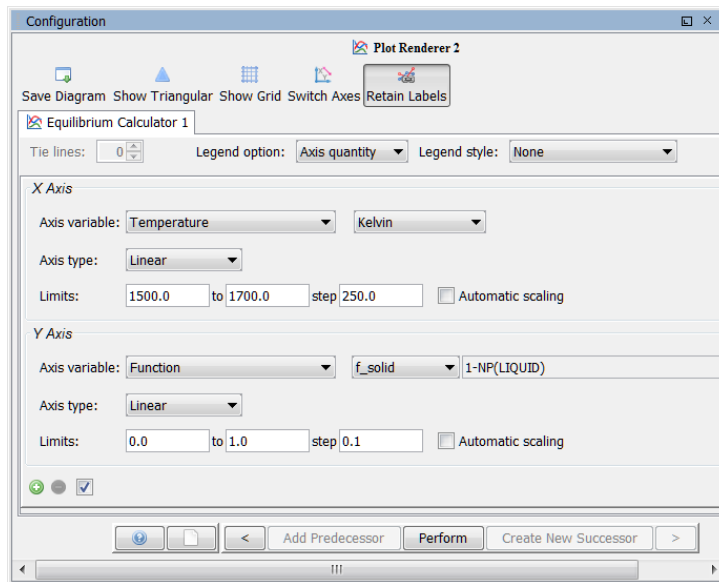 Configuration
Plot Renderer 2
Save Diagram Show Triangular Show Grid Switch Axes Retain Labels
Equilibrium Calculator 1
Tie lines: 0 Legend option: Axis quantity Legend style: None
X Axis
Axis variable: Temperature Kelvin
Axis type: Linear
Limits: 1500.0 to 1700.0 step 250.0 Automatic scaling
Y Axis
Axis variable: Function f_solid 1-NP(LIQUID)
Axis type: Linear
Limits: 0.0 to 1.0 step 0.1 Automatic scaling
< Add Predecessor Perform Create New Successor >